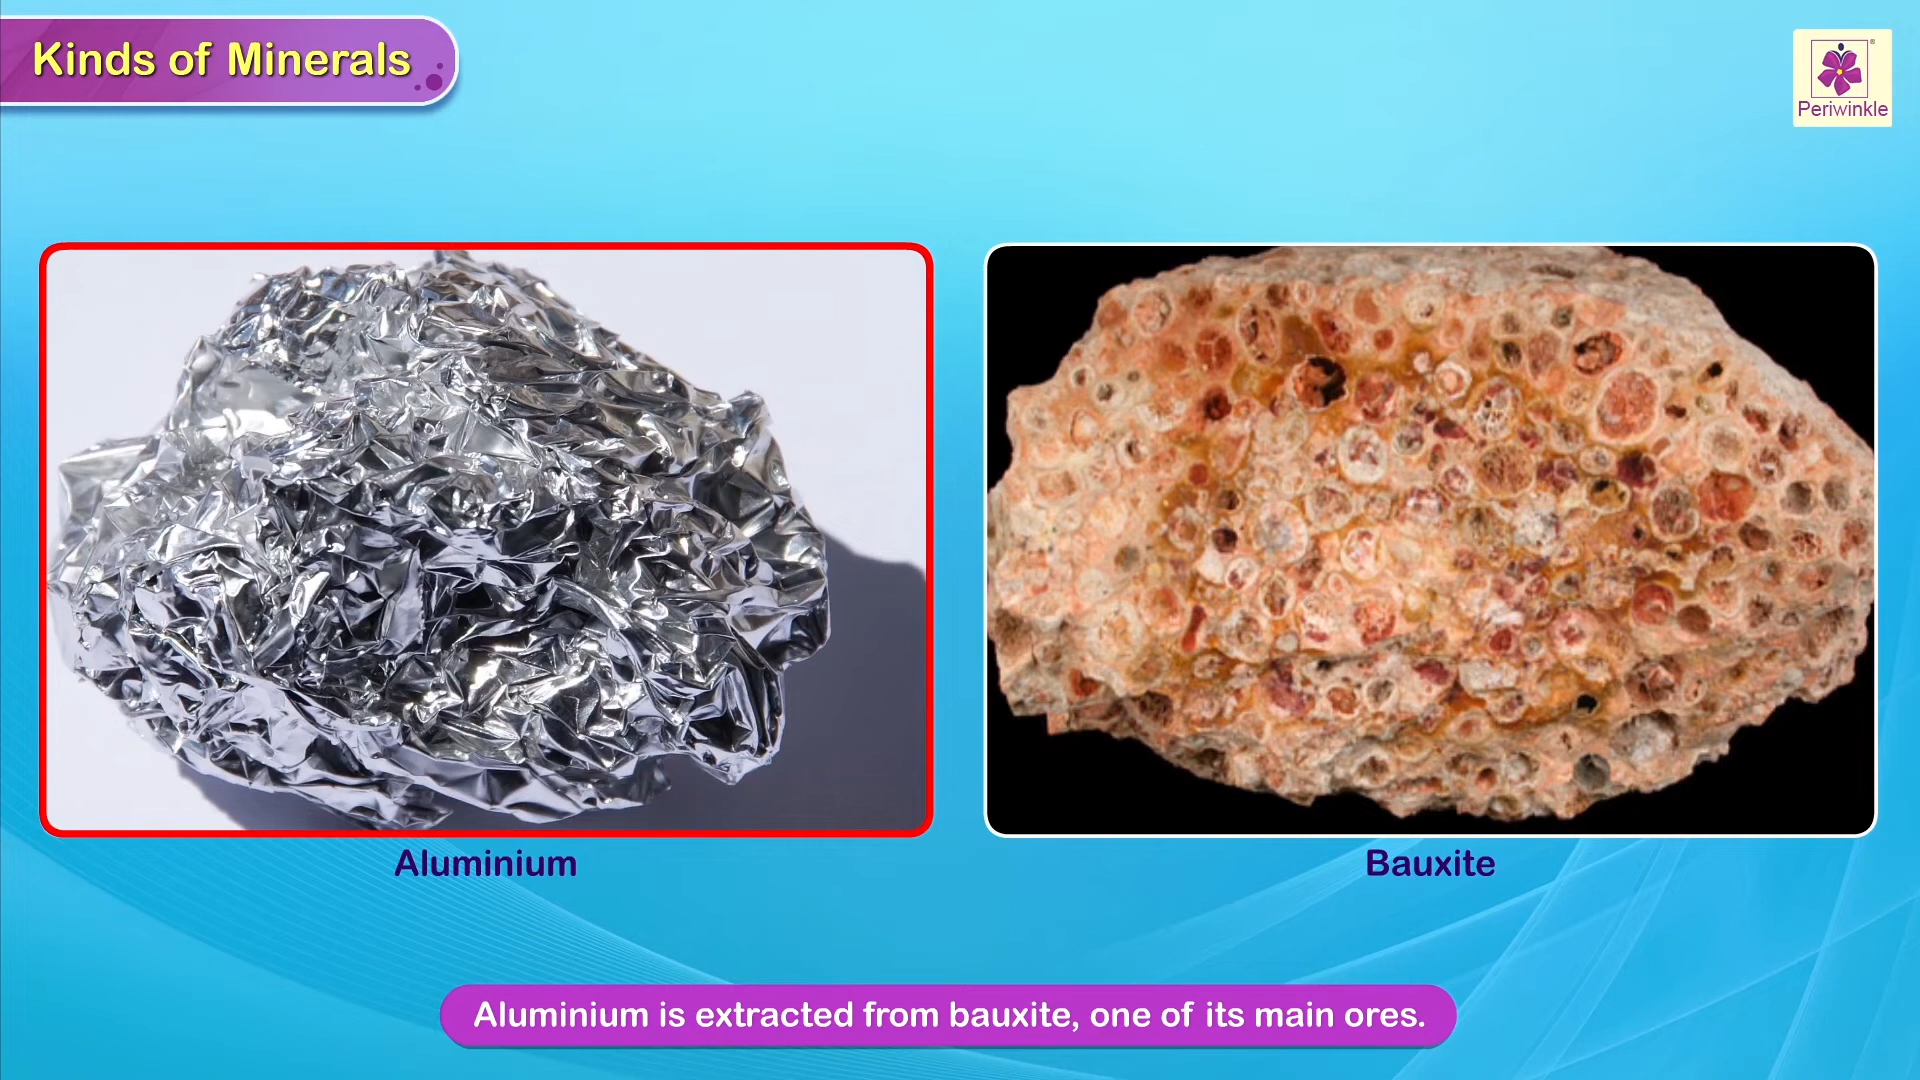 Kinds of Minerals
Periwinkle
Aluminium
Bauxite
Aluminium is extracted from bauxite, one of its main ores.